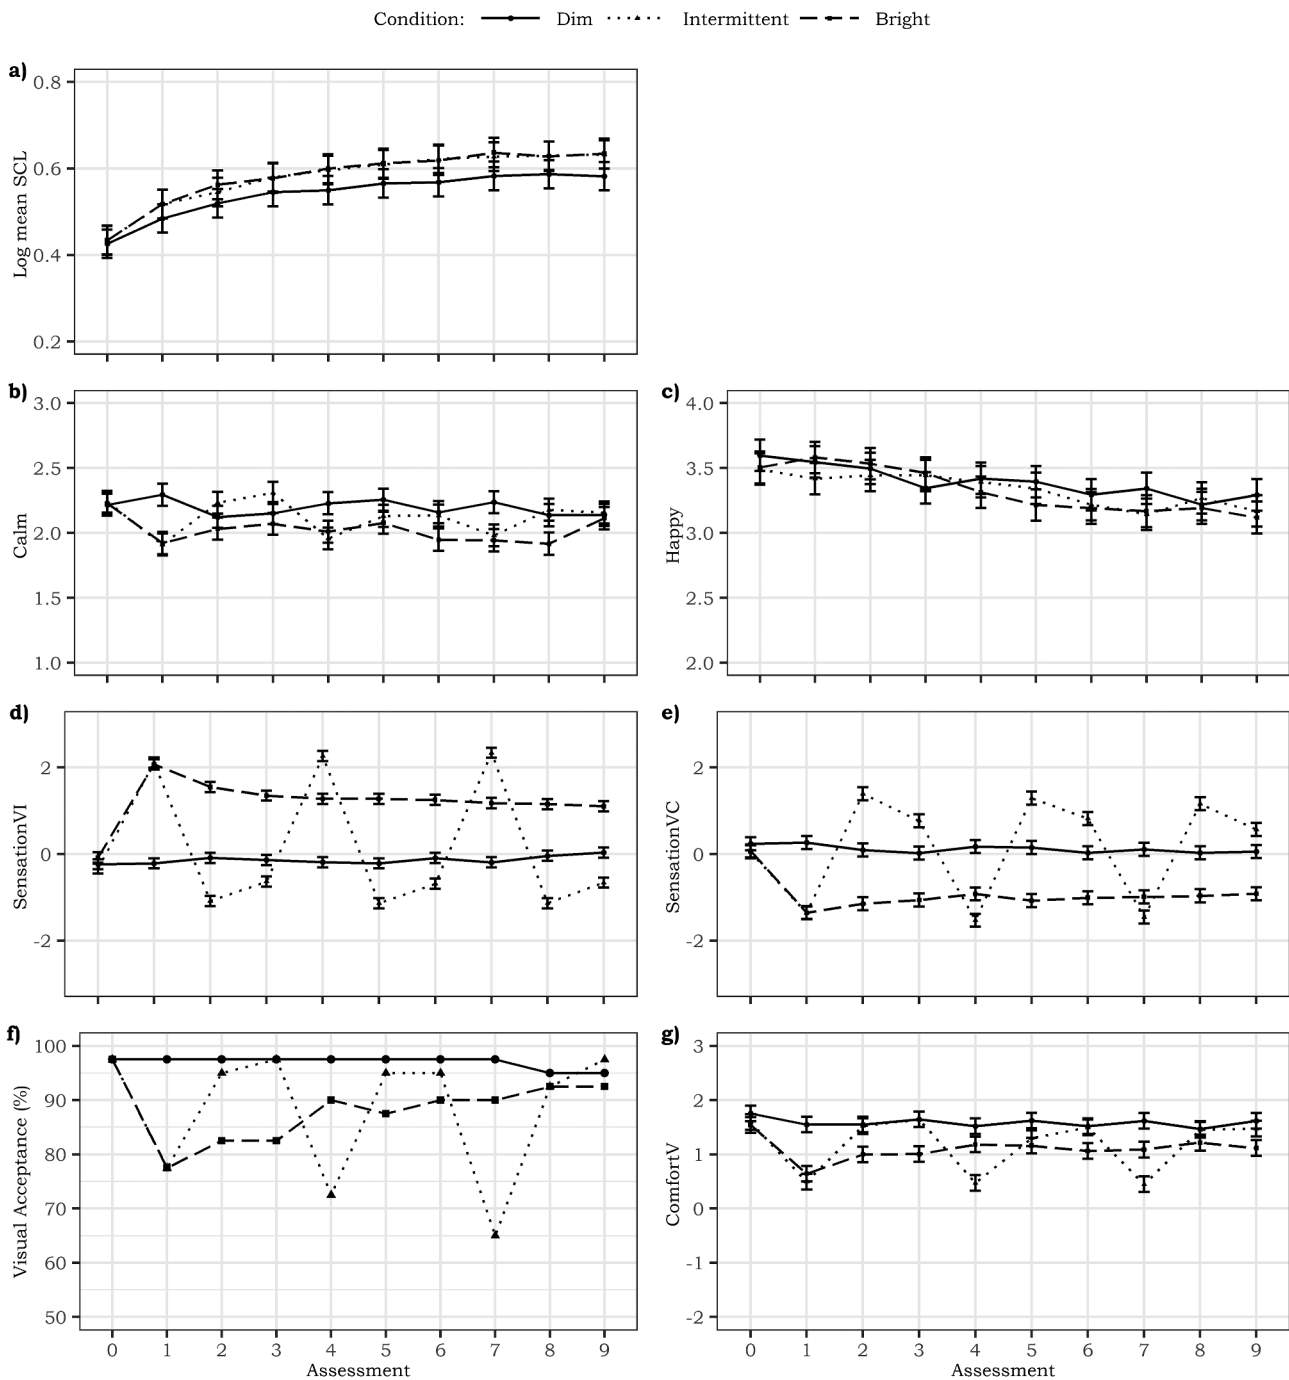 Condition: Dim Intermittent Bright
a)
0.8
0.6
0.4
0.2
Log mean SCL
b)
3.0
2.5
2.0
1.5
1.0
Calm
c)
4.0
3.5
3.0
2.5
2.0
Happy
d)
2
0
-2
SensationVI
e)
2
0
-2
SensationVC
f)
100
90
80
70
60
50
Visual Acceptance (%)
0 1 2 3 4 5 6 7 8 9
Assessment
g)
3
2
1
0
-1
-2
ComfortV
0 1 2 3 4 5 6 7 8 9
Assessment